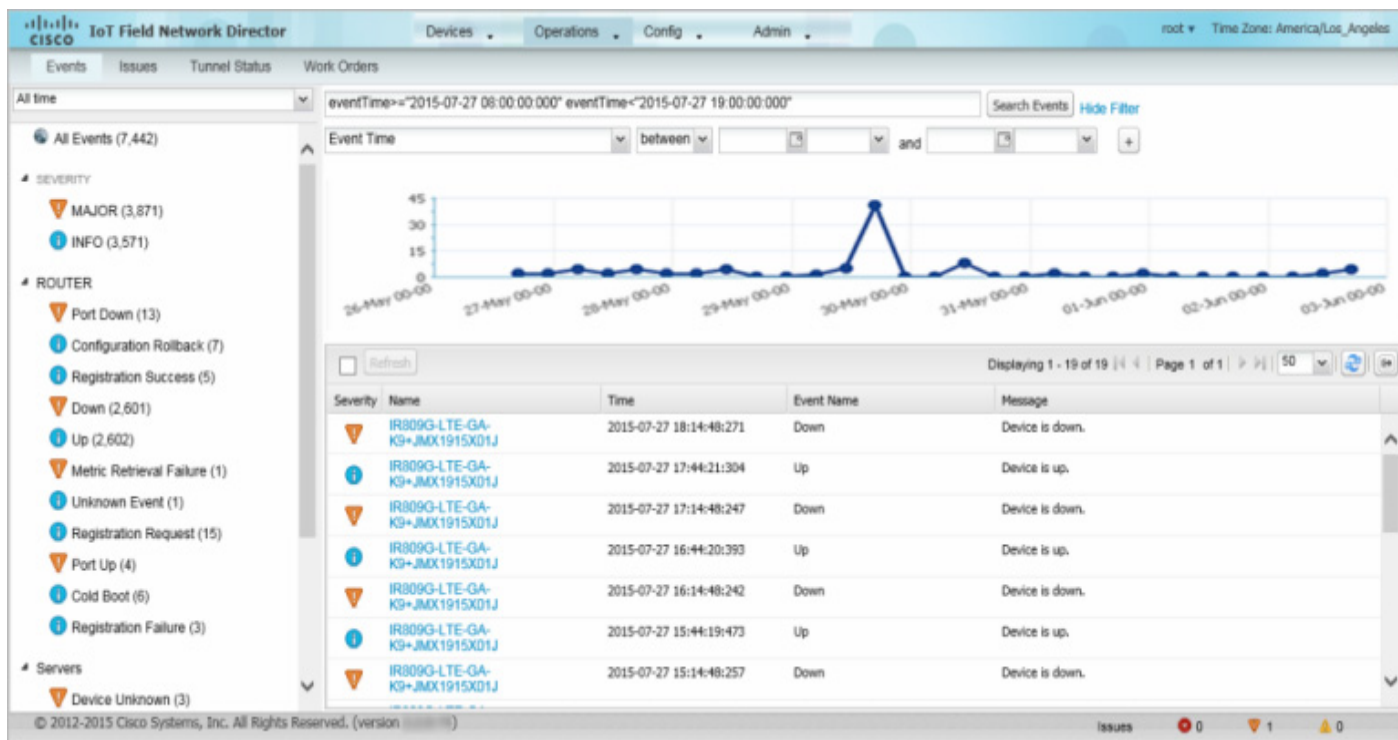 CISCO IoT Field Network Director
Devices Operations Config Admin
root Time Zone: America/Los_Angeles
Events Issues Tunnel Status Work Orders
All time
All Events (7,442)
SEVERITY
MAJOR (3,871)
INFO (3,571)
ROUTER
Port Down (13)
Configuration Rollback (7)
Registration Success (5)
Down (2,601)
Up (2,602)
Metric Retrieval Failure (1)
Unknown Event (1)
Registration Request (15)
Port Up (4)
Cold Boot (6)
Registration Failure (3)
Servers
Device Unknown (3)
eventTime>="2015-07-27 08:00:00:000" eventTime<"2015-07-27 19:00:00:000"
Search Events Hide Filter
Event Time between and +
45
30
15
0
26-May 00-00 27-May 00-00 28-May 00-00 29-May 00-00 30-May 00-00 31-May 00-00 01-Jun 00-00 02-Jun 00-00 03-Jun 00-00
Refresh
Displaying 1 - 19 of 19 Page 1 of 1 50
Severity Name Time Event Name Message
IR809G-LTE-GA-
K9+JMX1915X01J
2015-07-27 18:14:48:271 Down Device is down.
IR809G-LTE-GA-
K9+JMX1915X01J
2015-07-27 17:44:21:304 Up Device is up.
IR809G-LTE-GA-
K9+JMX1915X01J
2015-07-27 17:14:48:247 Down Device is down.
IR809G-LTE-GA-
K9+JMX1915X01J
2015-07-27 16:44:20:393 Up Device is up.
IR809G-LTE-GA-
K9+JMX1915X01J
2015-07-27 16:14:48:242 Down Device is down.
IR809G-LTE-GA-
K9+JMX1915X01J
2015-07-27 15:44:19:473 Up Device is up.
IR809G-LTE-GA-
K9+JMX1915X01J
2015-07-27 15:14:48:257 Down Device is down.
© 2012-2015 Cisco Systems, Inc. All Rights Reserved. (version )
Issues 0 1 0